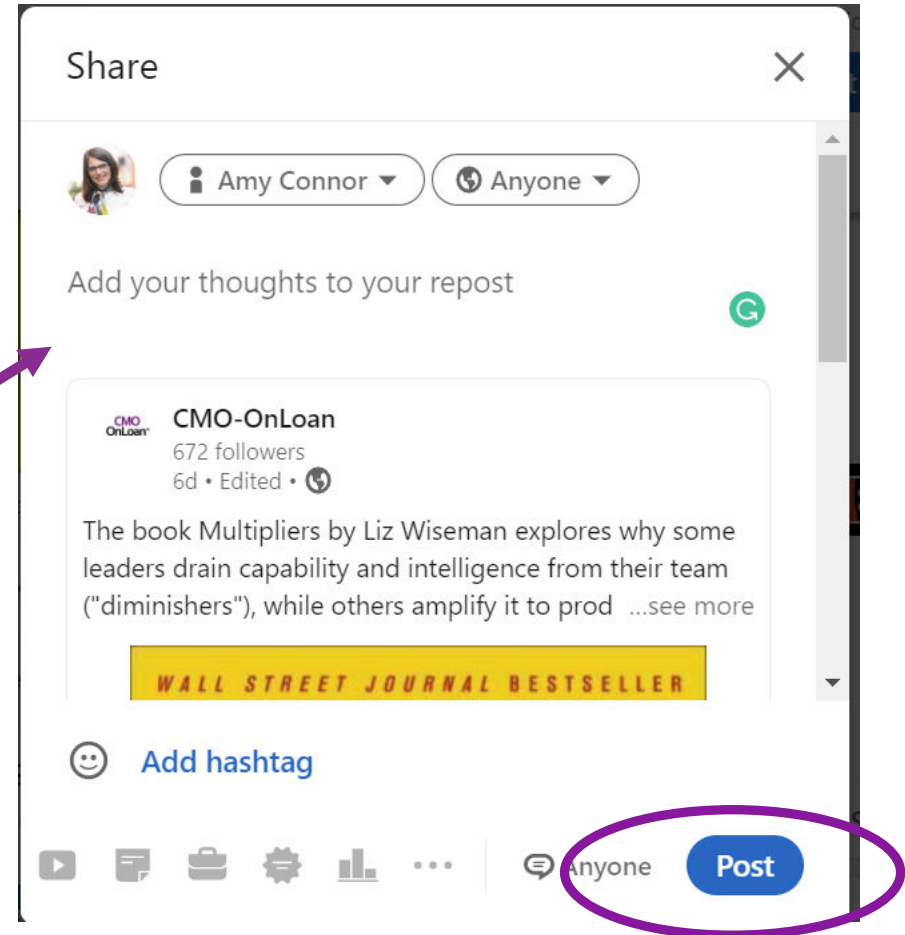 Share
Amy Connor
Anyone
Add your thoughts to your repost
CMO
OnLoan
CMO-OnLoan
672 followers
6d • Edited •
The book Multipliers by Liz Wiseman explores why some
leaders drain capability and intelligence from their team
("diminishers"), while others amplify it to prod ...see more
WALL STREET JOURNAL BESTSELLER
Add hashtag
Anyone
Post